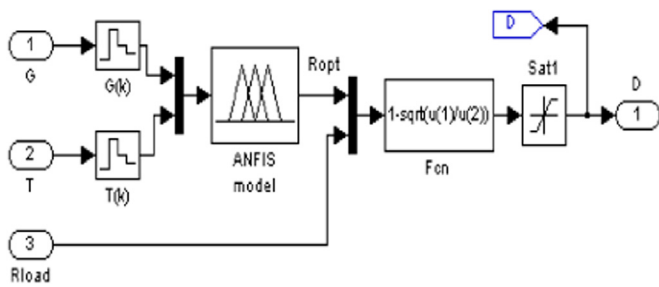 1
G
G(k)
2
T
T(k)
ANFIS
model
Ropt
3
Rload
1-sqrt(u(1)/u(2))
Fcn
Sat1
D
D
1